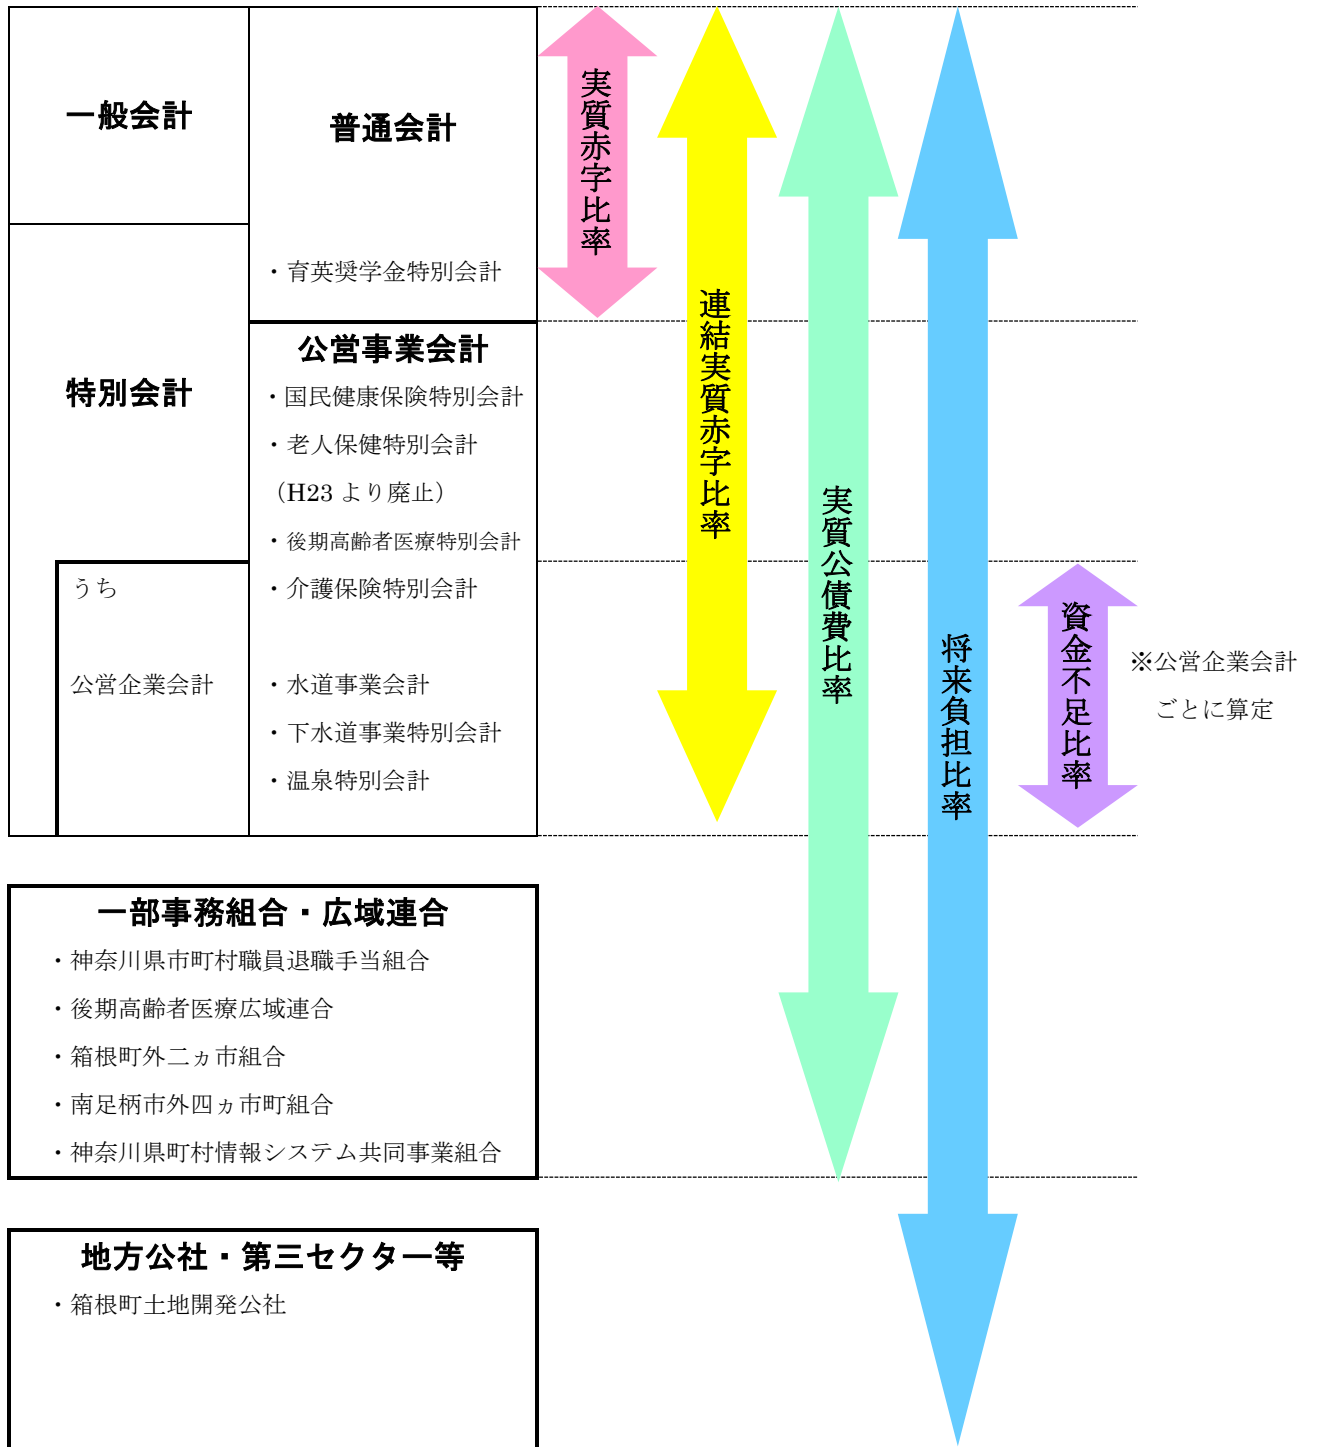 一般会計
普通会計
・育英奨学金特別会計
特別会計
公営事業会計
・国民健康保険特別会計
・老人保健特別会計
（H23 より廃止）
・後期高齢者医療特別会計
・介護保険特別会計
うち
公営企業会計
・水道事業会計
・下水道事業特別会計
・温泉特別会計
実質赤字比率
連結実質赤字比率
実質公債費比率
将来負担比率
資金不足比率
※公営企業会計
ごとに算定
一部事務組合・広域連合
・神奈川県市町村職員退職手当組合
・後期高齢者医療広域連合
・箱根町外二ヵ市組合
・南足柄市外四ヵ市町組合
・神奈川県町村情報システム共同事業組合
地方公社・第三セクター等
・箱根町土地開発公社